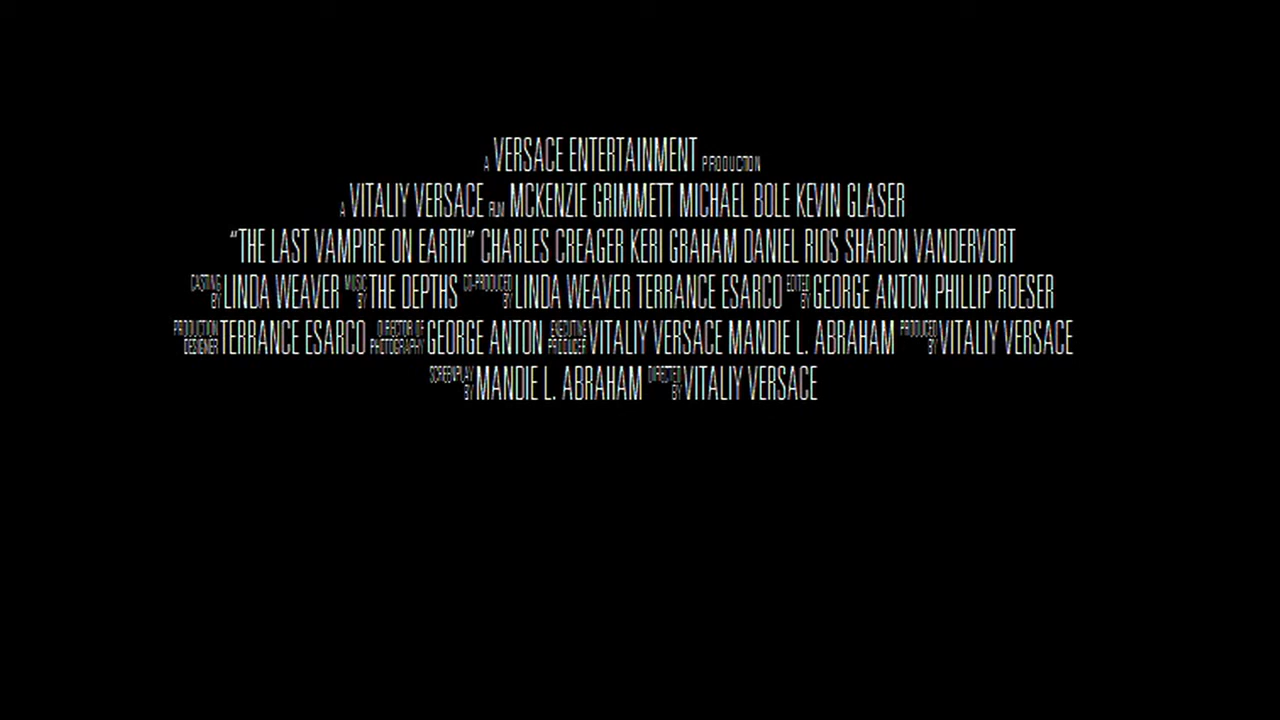 A VERSACE ENTERTAINMENT PRODUCTION
A VITALIY VERSACE FILM MCKENZIE GRIMMETT MICHAEL BOLE KEVIN GLASER
“THE LAST VAMPIRE ON EARTH” CHARLES CREAGER KERI GRAHAM DANIEL RIOS SHARON VANDERVORT
CASTING BY LINDA WEAVER MUSIC BY THE DEPTHS CO-PRODUCED BY LINDA WEAVER TERRANCE ESARCO EDITED BY GEORGE ANTON PHILLIP ROESER
PRODUCTION DESIGNER TERRANCE ESARCO DIRECTOR OF PHOTOGRAPHY GEORGE ANTON EXECUTIVE PRODUCER VITALIY VERSACE MANDIE L. ABRAHAM PRODUCED BY VITALIY VERSACE
SCREENPLAY BY MANDIE L. ABRAHAM DIRECTED BY VITALIY VERSACE